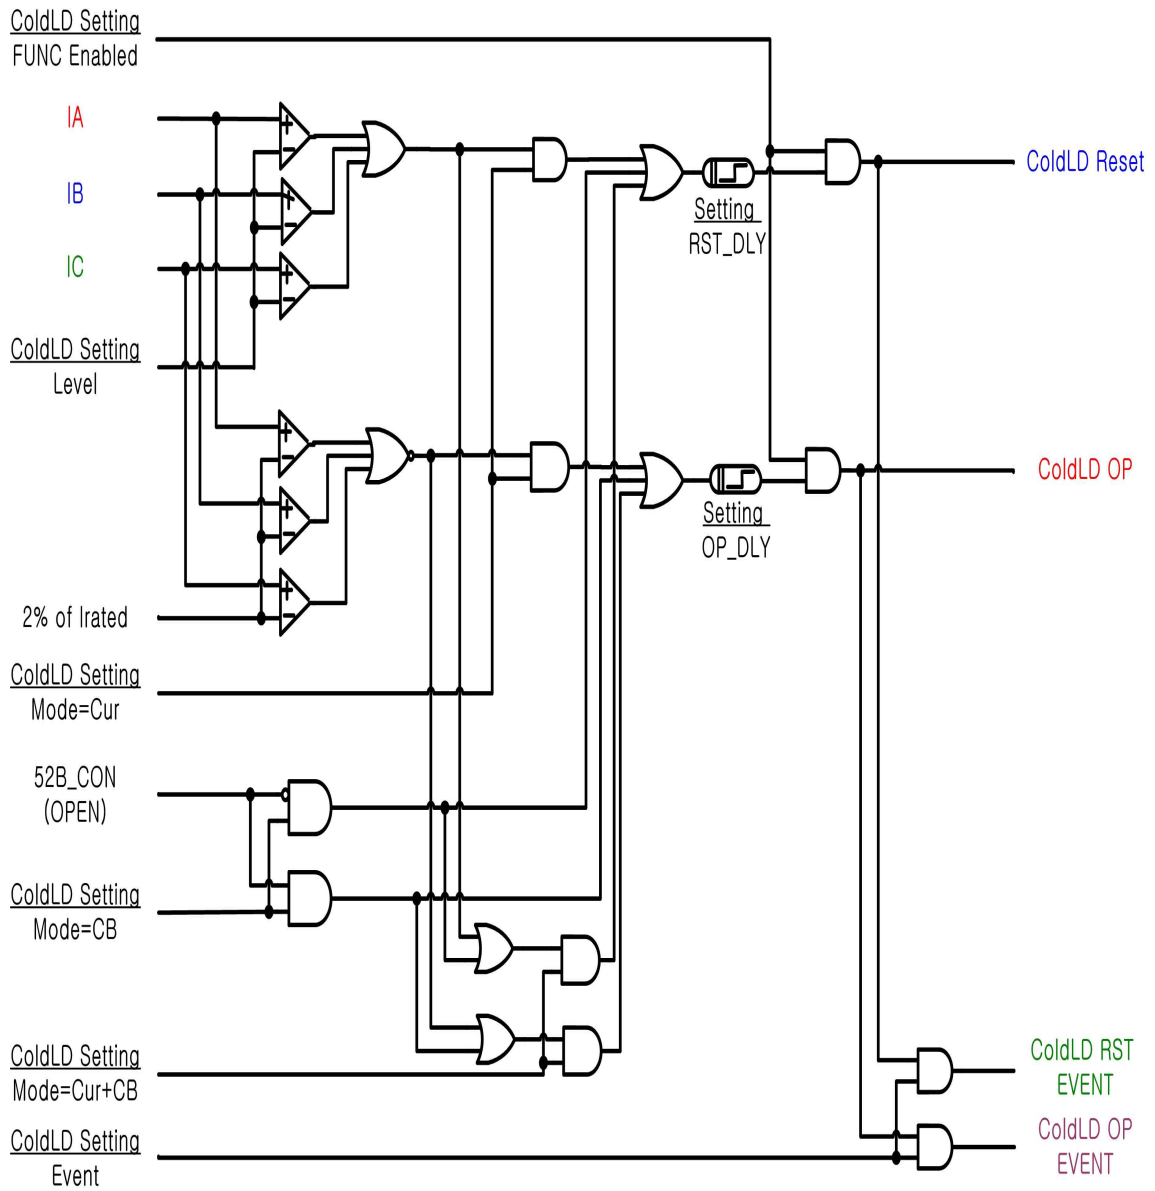 ColdLD Setting
FUNC Enabled
IA
IB
IC
ColdLD Setting
Level
2% of Irated
ColdLD Setting
Mode=Cur
52B_CON
(OPEN)
ColdLD Setting
Mode=CB
ColdLD Setting
Mode=Cur+CB
ColdLD Setting
Event
+
−
+
−
+
−
+
−
+
−
+
−
Setting
RST_DLY
Setting
OP_DLY
ColdLD Reset
ColdLD OP
ColdLD RST
EVENT
ColdLD OP
EVENT